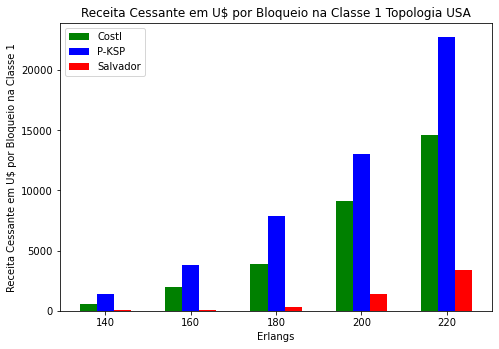 Receita Cessante em U$ por Bloqueio na Classe 1 Topologia USA
CostI
P-KSP
Salvador
Receita Cessante em U$ por Bloqueio na Classe 1
20000
15000
10000
5000
0
140 160 180 200 220
Erlangs